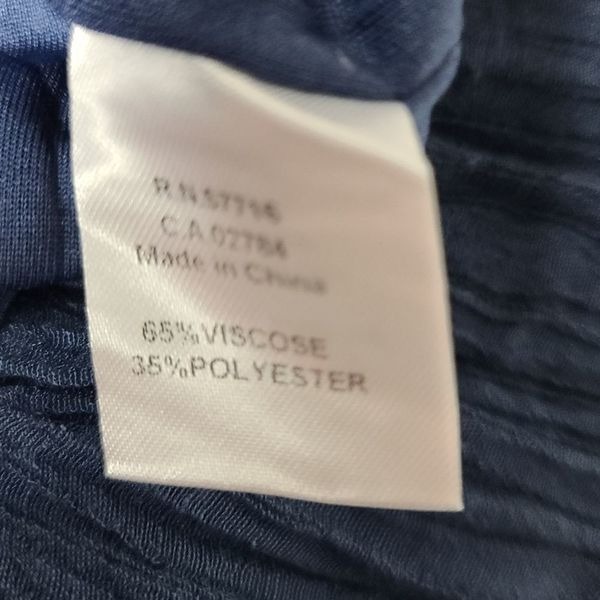 R.N.57716
C.A 02784
Made in China
65%VISCOSE
35%POLYESTER